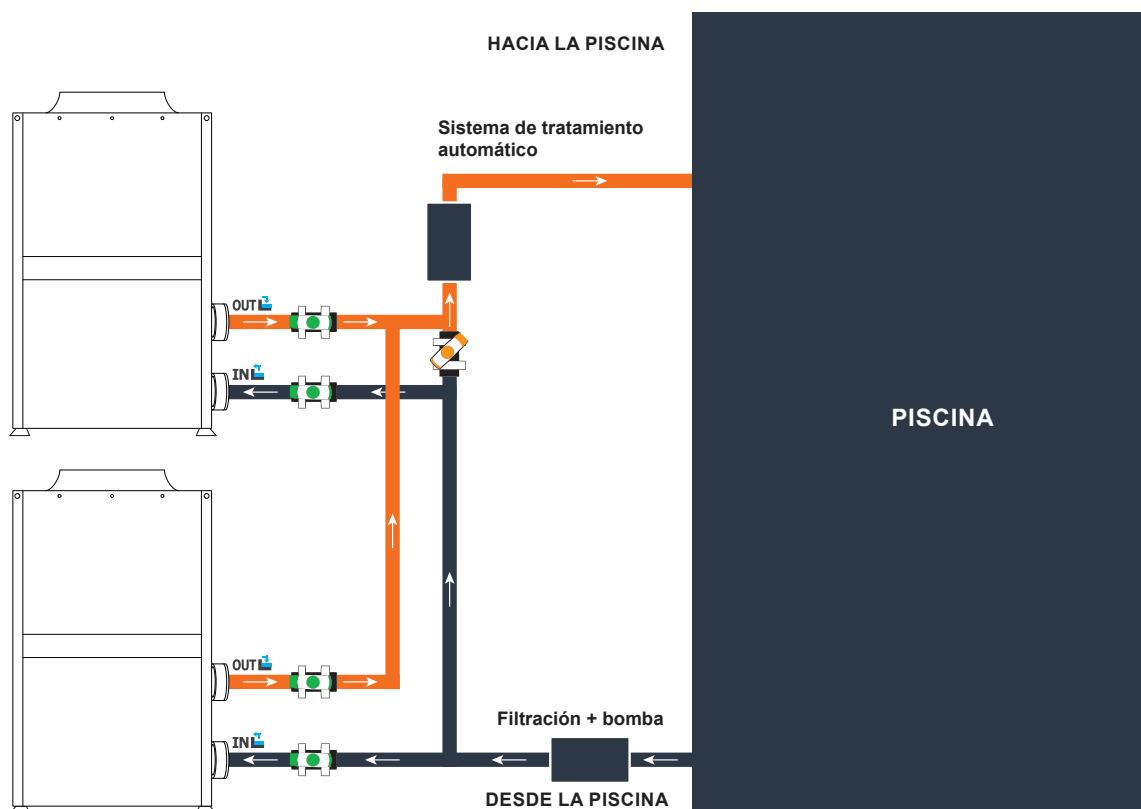 HACIA LA PISCINA
Sistema de tratamiento
automático
OUT
IN
PISCINA
OUT
Filtración + bomba
IN
DESDE LA PISCINA